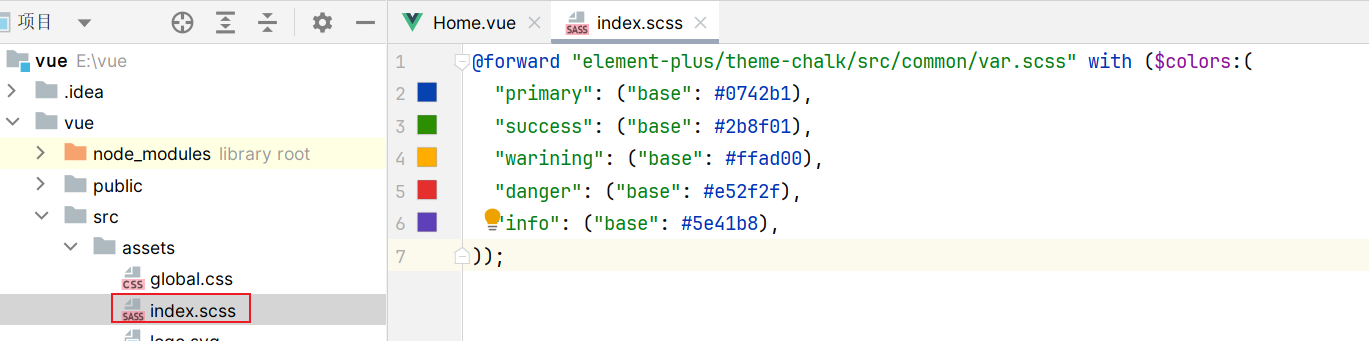 项目
Home.vue
index.scss
vue E:\vue
.idea
vue
node_modules library root
public
src
assets
CSS global.css
SASS index.scss
1 @forward "element-plus/theme-chalk/src/common/var.scss" with ($colors:(
2 "primary": ("base": #0742b1),
3 "success": ("base": #2b8f01),
4 "warining": ("base": #ffad00),
5 "danger": ("base": #e52f2f),
6 "info": ("base": #5e41b8),
7 ));
SASS